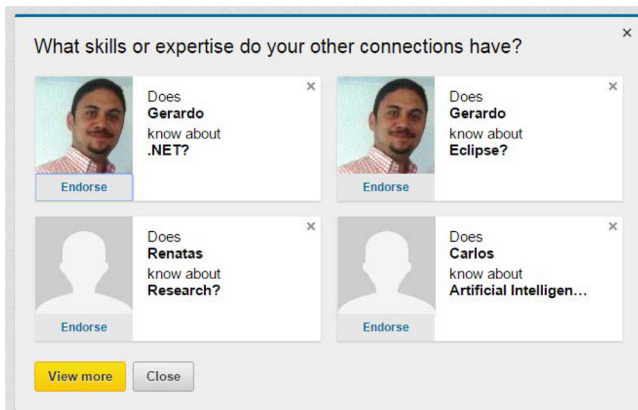 What skills or expertise do your other connections have?
Does
Gerardo
know about
.NET?
Endorse
Does
Gerardo
know about
Eclipse?
Endorse
Does
Renatas
know about
Research?
Endorse
Does
Carlos
know about
Artificial Intelligen...
Endorse
View more
Close